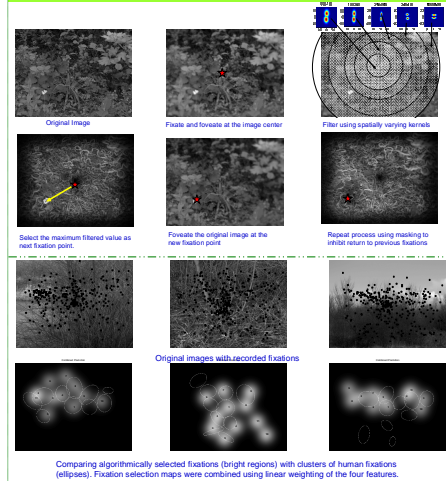 Original Image
Fixate and foveate at the image center
Filter using spatially varying kernels
Select the maximum filtered value as
next fixation point.
Foveate the original image at the
new fixation point
Repeat process using masking to
inhibit return to previous fixations
Original images with recorded fixations
Comparing algorithmically selected fixations (bright regions) with clusters of human fixations
(ellipses). Fixation selection maps were combined using linear weighting of the four features.